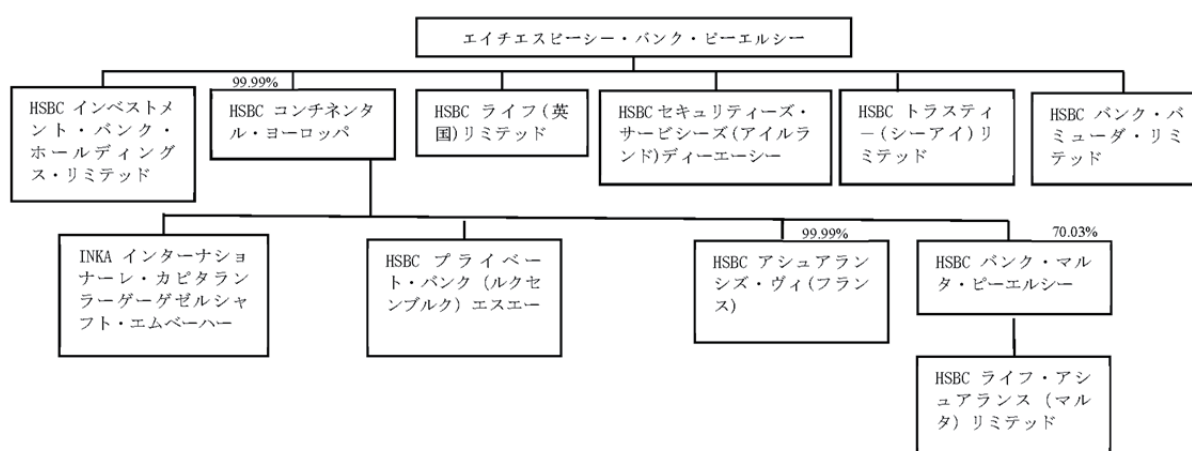 エイチエスピーシー・バンク・ピーエルシー
99.99%
HSBC インベストメ
ント・バンク・
ホールディング
ス・リミテッド
HSBC コンチネンタ
ル・ヨーロッパ
HSBC ライフ(英
国)リミテッド
HSBC セキュリティーズ・
サービシーズ(アイルラ
ンド)ディーエーシー
HSBC トラスティ
ー(シーアイ)リ
ミテッド
HSBC バンク・バ
ミューダ・リミ
テッド
INKA インターナショ
ナーレ・カピタラン
ラーゲーゲゼルシャ
フト・エムベーハー
HSBC プライベー
ト・バンク (ルクセ
ンブルク) エスエー
99.99%
HSBC アシュアラン
シズ・ヴィ(フラン
ス)
70.03%
HSBC バンク・マル
タ・ピーエルシー
HSBC ライフ・アシ
ュアランス (マル
タ) リミテッド